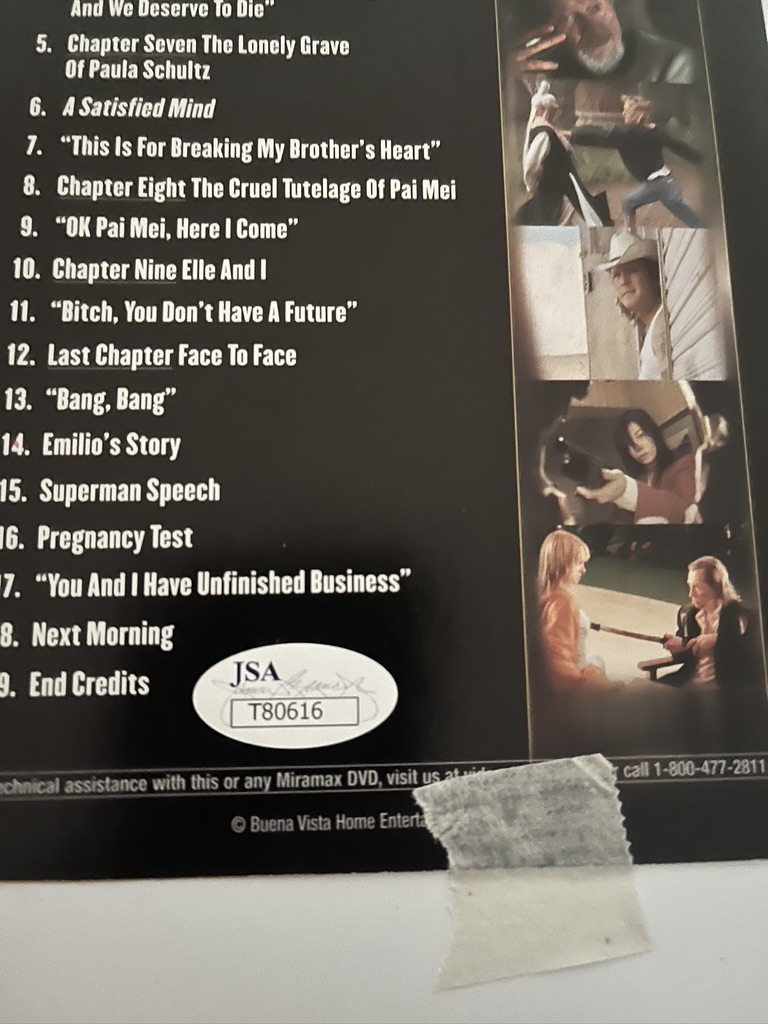 And We Deserve To Die"
5. Chapter Seven The Lonely Grave
Of Paula Schultz
6. A Satisfied Mind
7. "This Is For Breaking My Brother's Heart"
8. Chapter Eight The Cruel Tutelage Of Pai Mei
9. "OK Pai Mei, Here I Come"
10. Chapter Nine Elle And I
11. "Bitch, You Don't Have A Future"
12. Last Chapter Face To Face
13. "Bang, Bang"
14. Emilio's Story
15. Superman Speech
16. Pregnancy Test
7. "You And I Have Unfinished Business"
8. Next Morning
9. End Credits
JSA
T80616
echnical assistance with this or any Miramax DVD, visit us at call 1-800-477-2811
© Buena Vista Home Enterta